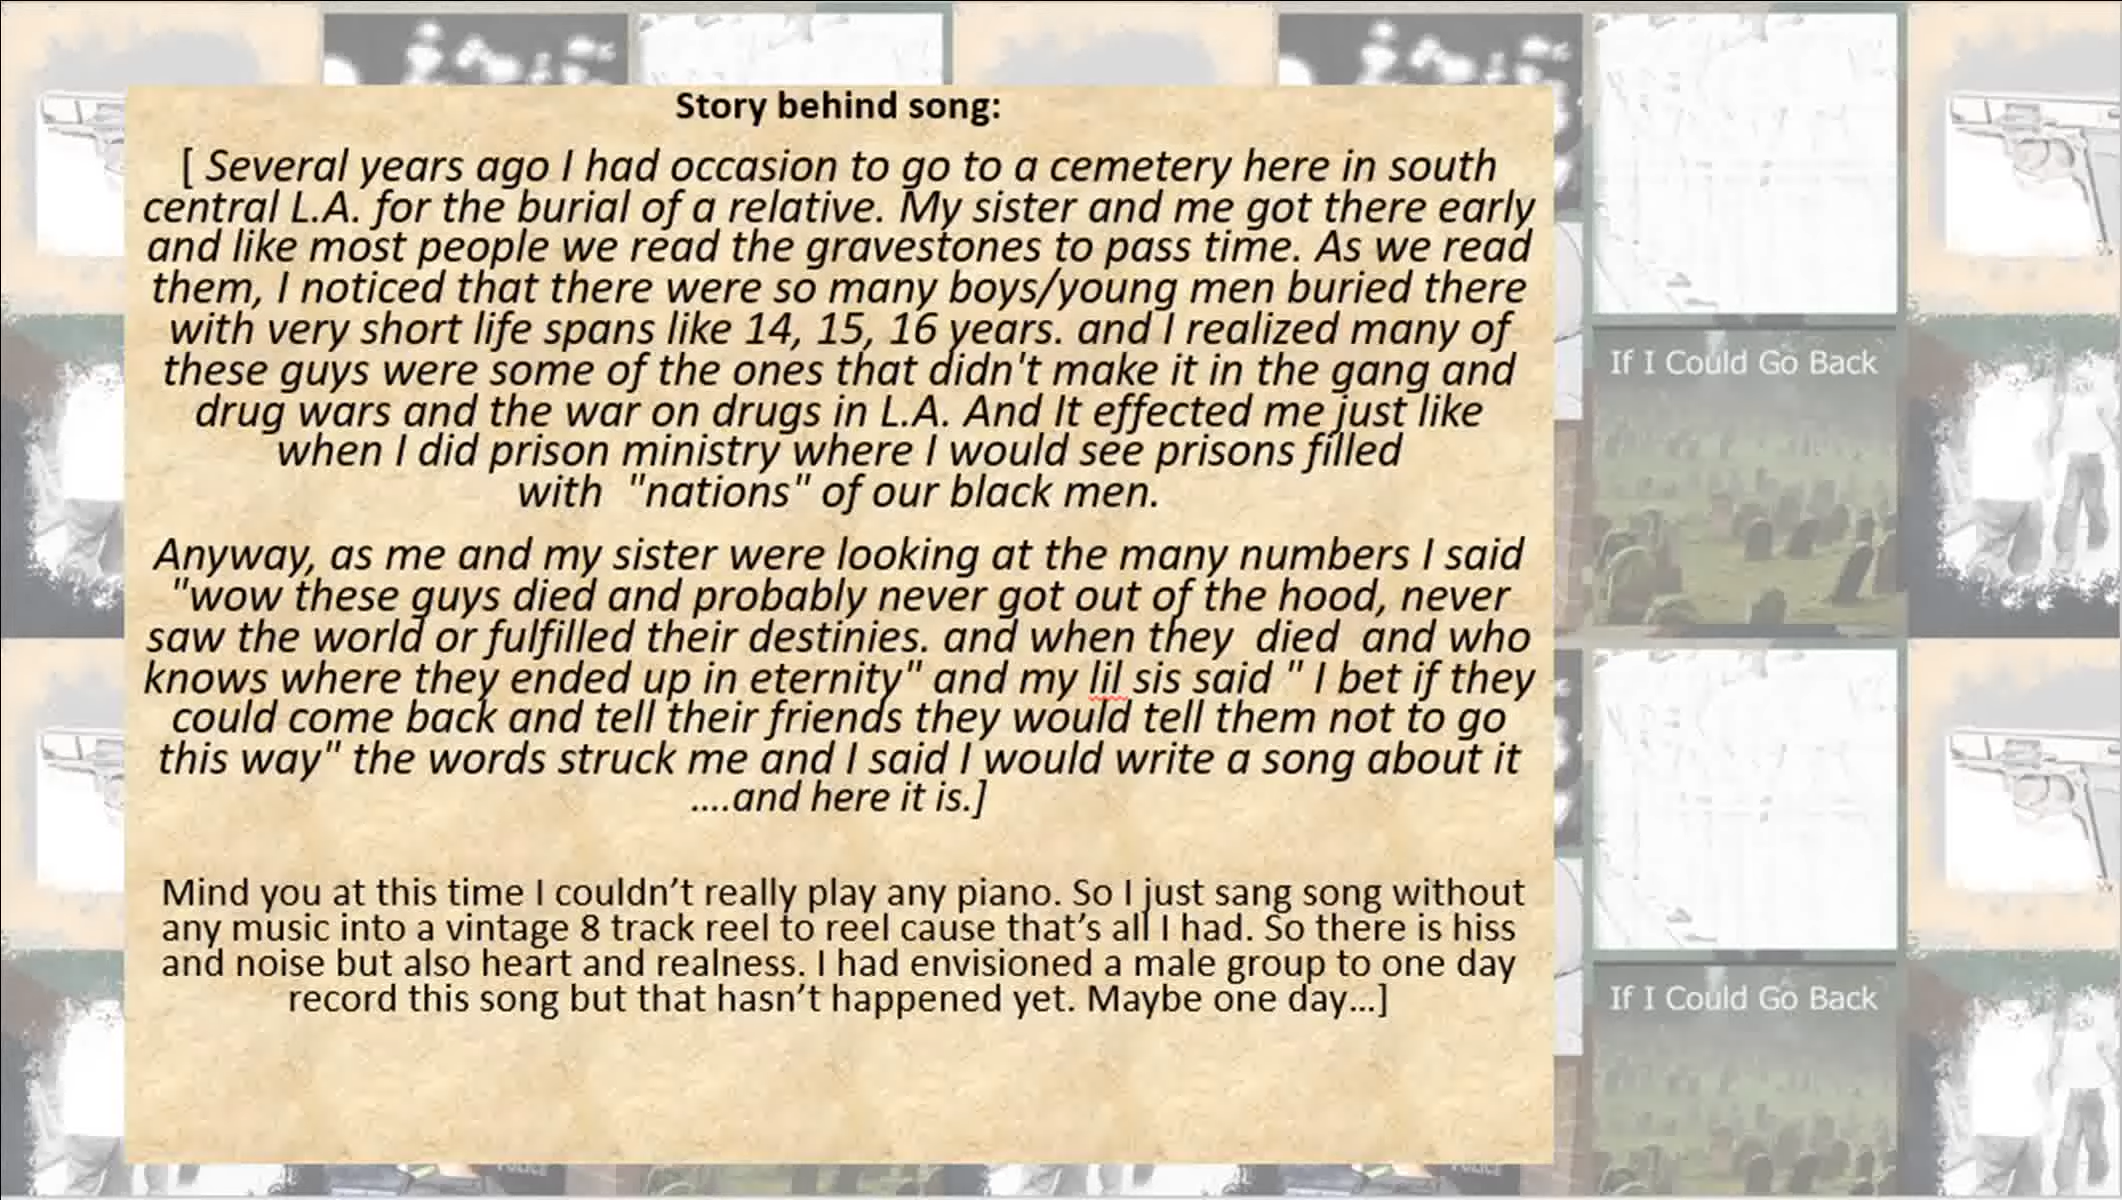 Story behind song:
[ Several years ago I had occasion to go to a cemetery here in south
central L.A. for the burial of a relative. My sister and me got there early
and like most people we read the gravestones to pass time. As we read
them, I noticed that there were so many boys/young men buried there
with very short life spans like 14, 15, 16 years. and I realized many of
these guys were some of the ones that didn't make it in the gang and
drug wars and the war on drugs in L.A. And It effected me just like
when I did prison ministry where I would see prisons filled
with "nations" of our black men.
Anyway, as me and my sister were looking at the many numbers I said
"wow these guys died and probably never got out of the hood, never
saw the world or fulfilled their destinies. and when they died and who
knows where they ended up in eternity" and my lil sis said " I bet if they
could come back and tell their friends they would tell them not to go
this way" the words struck me and I said I would write a song about it
....and here it is.]
Mind you at this time I couldn’t really play any piano. So I just sang song without
any music into a vintage 8 track reel to reel cause that’s all I had. So there is hiss
and noise but also heart and realness. I had envisioned a male group to one day
record this song but that hasn’t happened yet. Maybe one day…]
If I Could Go Back
If I Could Go Back
POLICE
POLICE